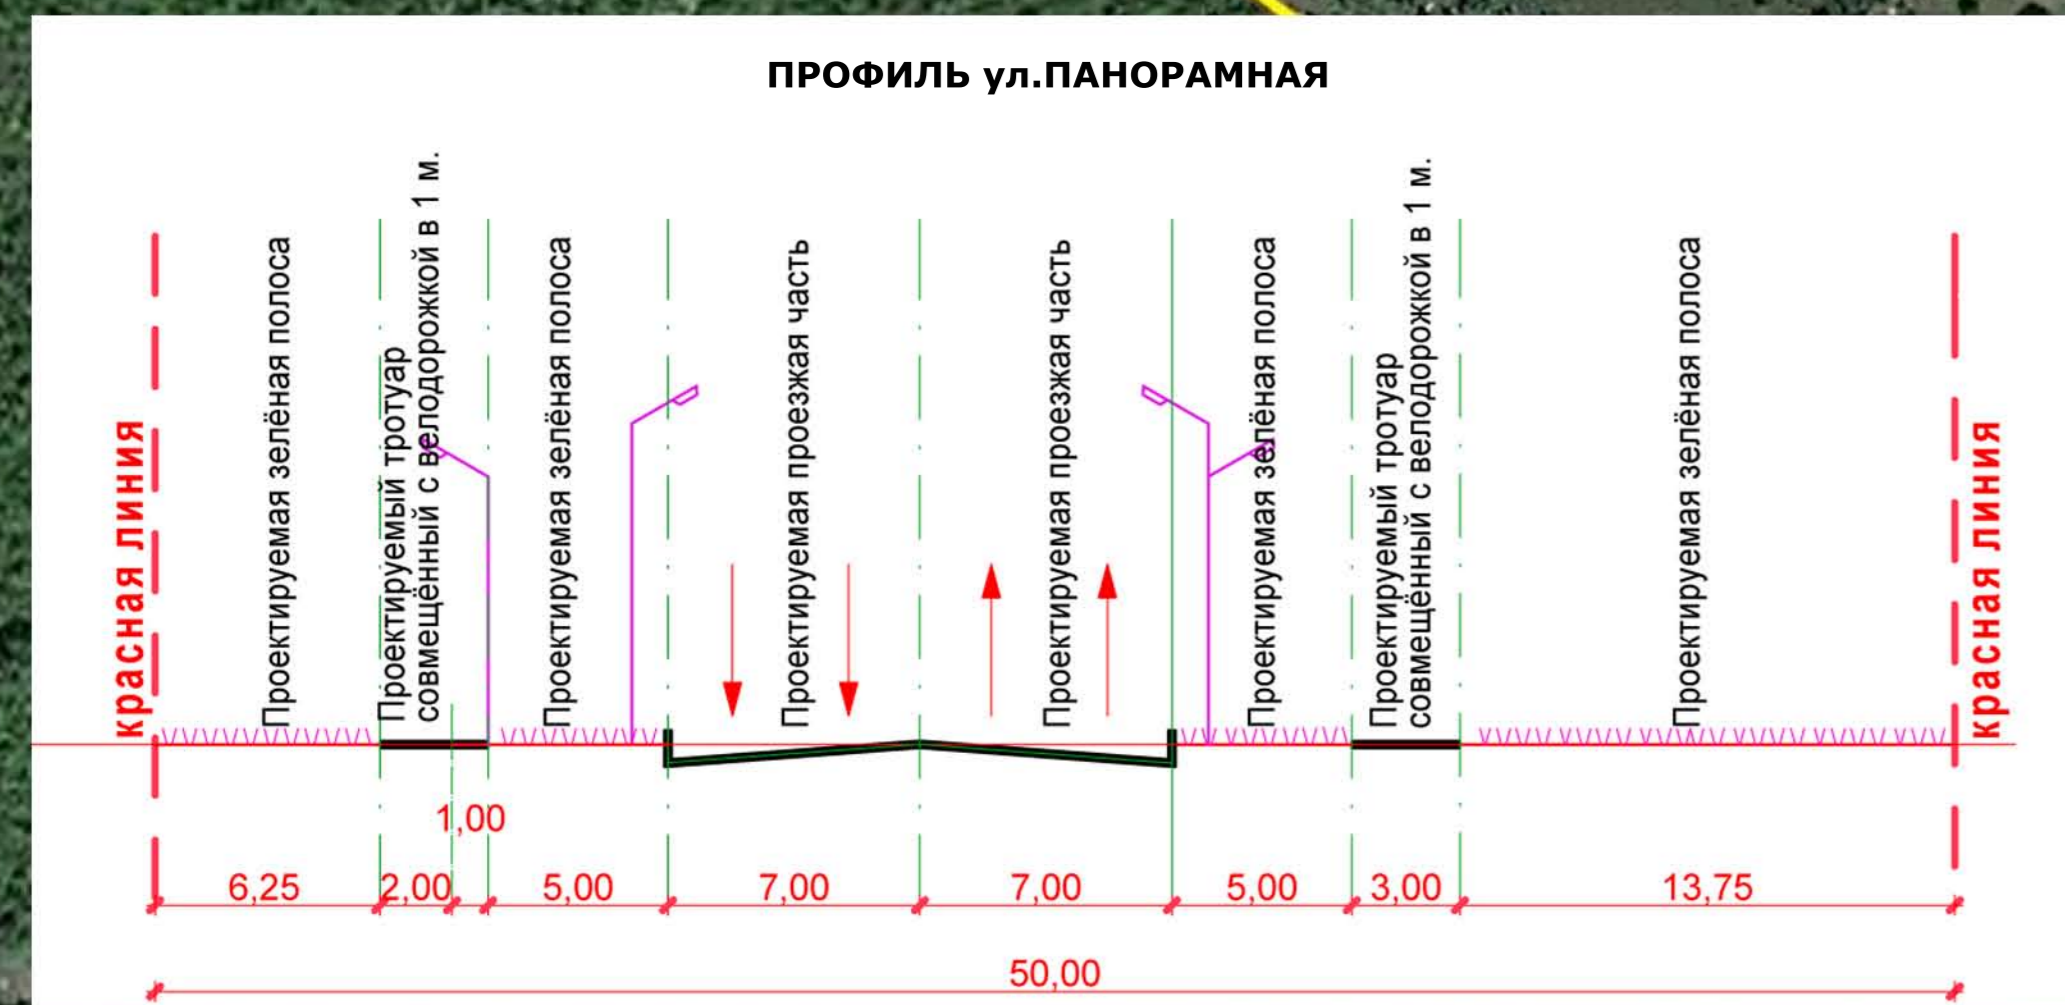 ПРОФИЛЬ ул.ПАНОРАМНАЯ
красная линия
Проектируемая зелёная полоса
Проектируемый тротуар
совмещённый с велодорожкой в 1 м.
Проектируемая зелёная полоса
Проектируемая проезжая часть
Проектируемая проезжая часть
Проектируемая зелёная полоса
Проектируемый тротуар
совмещённый с велодорожкой в 1 м.
Проектируемая зелёная полоса
красная линия
1,00
6,25
2,00
5,00
7,00
7,00
5,00
3,00
13,75
50,00